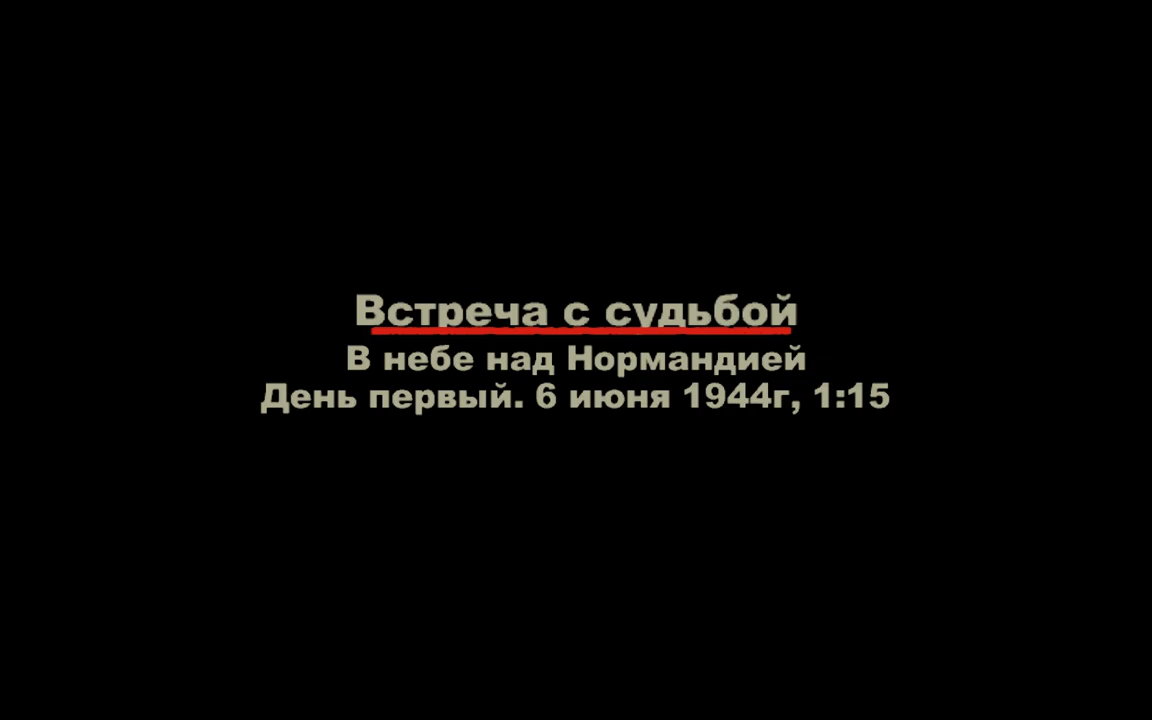 Встреча с судьбой
В небе над Нормандией
День первый. 6 июня 1944г, 1:15